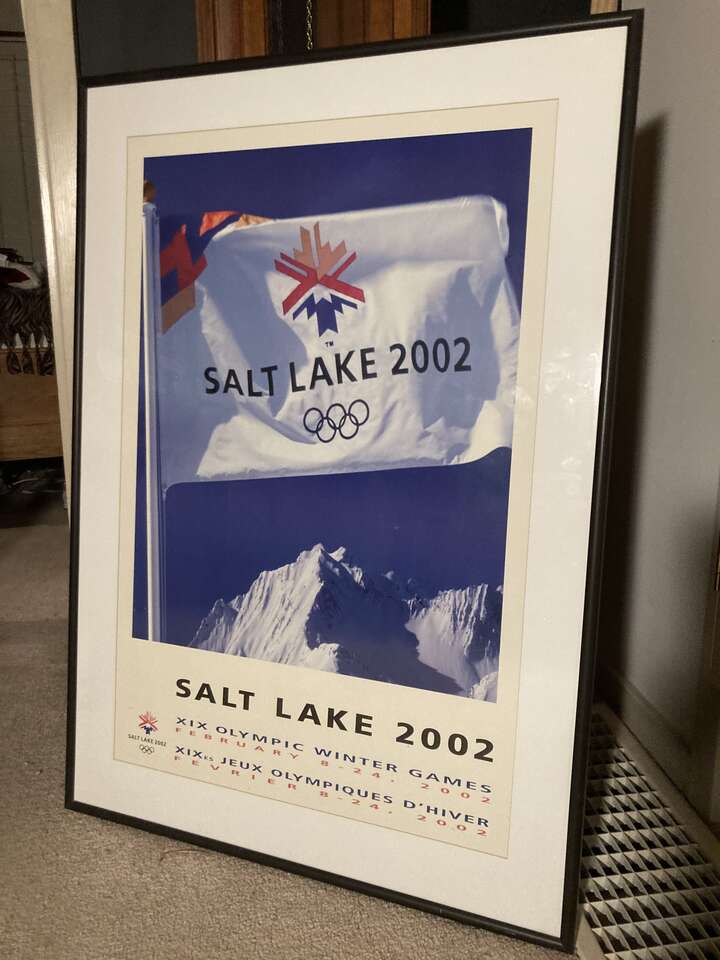 TM
SALT LAKE 2002
SALT LAKE 2002
SALT LAKE 2002
XIX OLYMPIC WINTER GAMES
FEBRUARY 8-24, 2002
XIXES JEUX OLYMPIQUES D'HIVER
FEVRIER 8-24, 2002